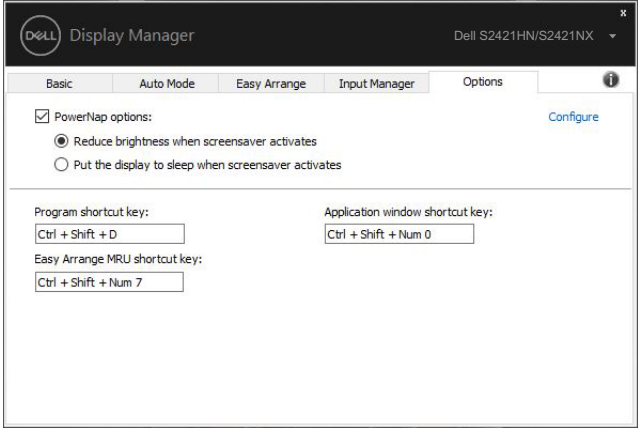 x
DELL Display Manager Dell S2421HN/S2421NX
Basic Auto Mode Easy Arrange Input Manager Options i
PowerNap options: Configure
Reduce brightness when screensaver activates
Put the display to sleep when screensaver activates
Program shortcut key: Application window shortcut key:
Ctrl + Shift + D Ctrl + Shift + Num 0
Easy Arrange MRU shortcut key:
Ctrl + Shift + Num 7